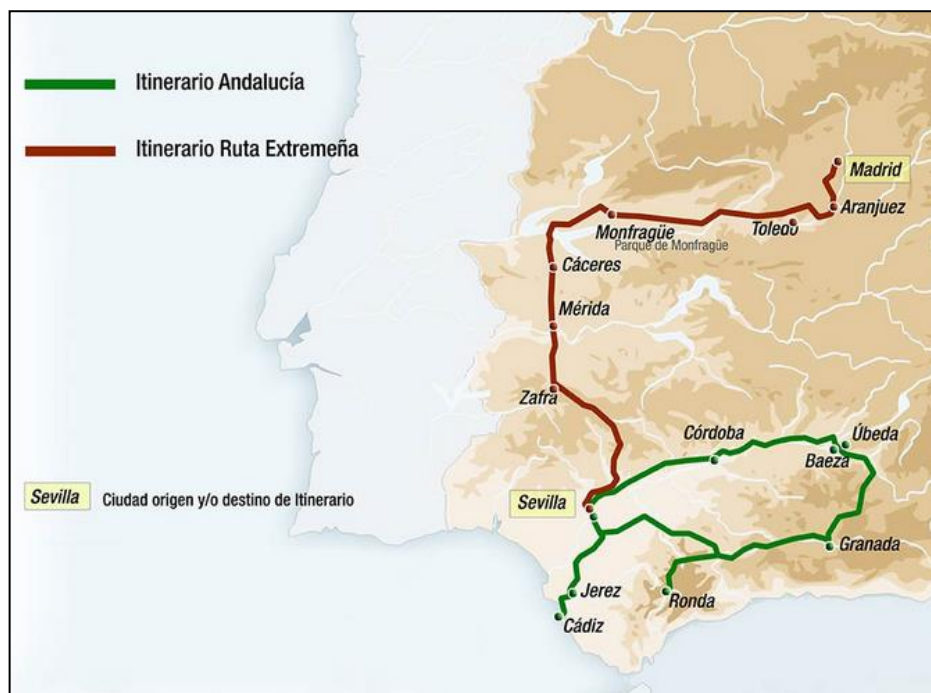 Itinerario Andalucía
Itinerario Ruta Extremeña
Madrid
Aranjuez
Toledo
Monfragüe
Parque de Monfragüe
Cáceres
Mérida
Zafra
Córdoba
Úbeda
Baeza
Sevilla
Ciudad origen y/o destino de Itinerario
Sevilla
Granada
Jerez
Ronda
Cádiz